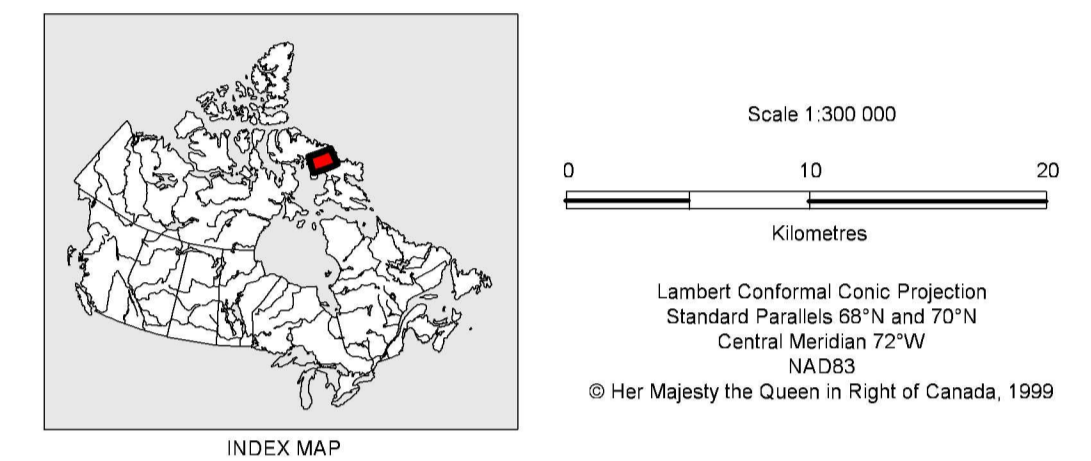 INDEX MAP
Scale 1:300 000
0 10 20
Kilometres
Lambert Conformal Conic Projection
Standard Parallels 68°N and 70°N
Central Meridian 72°W
NAD83
© Her Majesty the Queen in Right of Canada, 1999